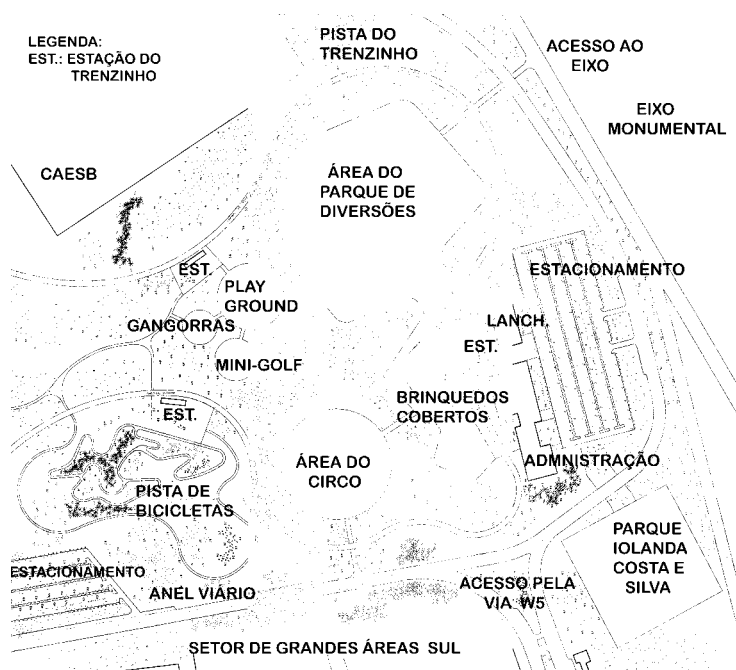 LEGENDA:
EST.: ESTAÇÃO DO
TRENZINHO
PISTA DO
TRENZINHO
ACESSO AO
EIXO
EIXO
MONUMENTAL
CAESB
ÁREA DO
PARQUE DE
DIVERSÕES
EST.
PLAY
GROUND
ESTACIONAMENTO
GANGORRAS
LANCH.
EST.
MINI-GOLF
BRINQUEDOS
COBERTOS
EST.
ÁREA DO
CIRCO
ADMNISTRAÇÃO
PISTA DE
BICICLETAS
PARQUE
IOLANDA
COSTA E
SILVA
ESTACIONAMENTO
ANEL VIÁRIO
ACESSO PELA
VIA W5
SETOR DE GRANDES ÁREAS SUL